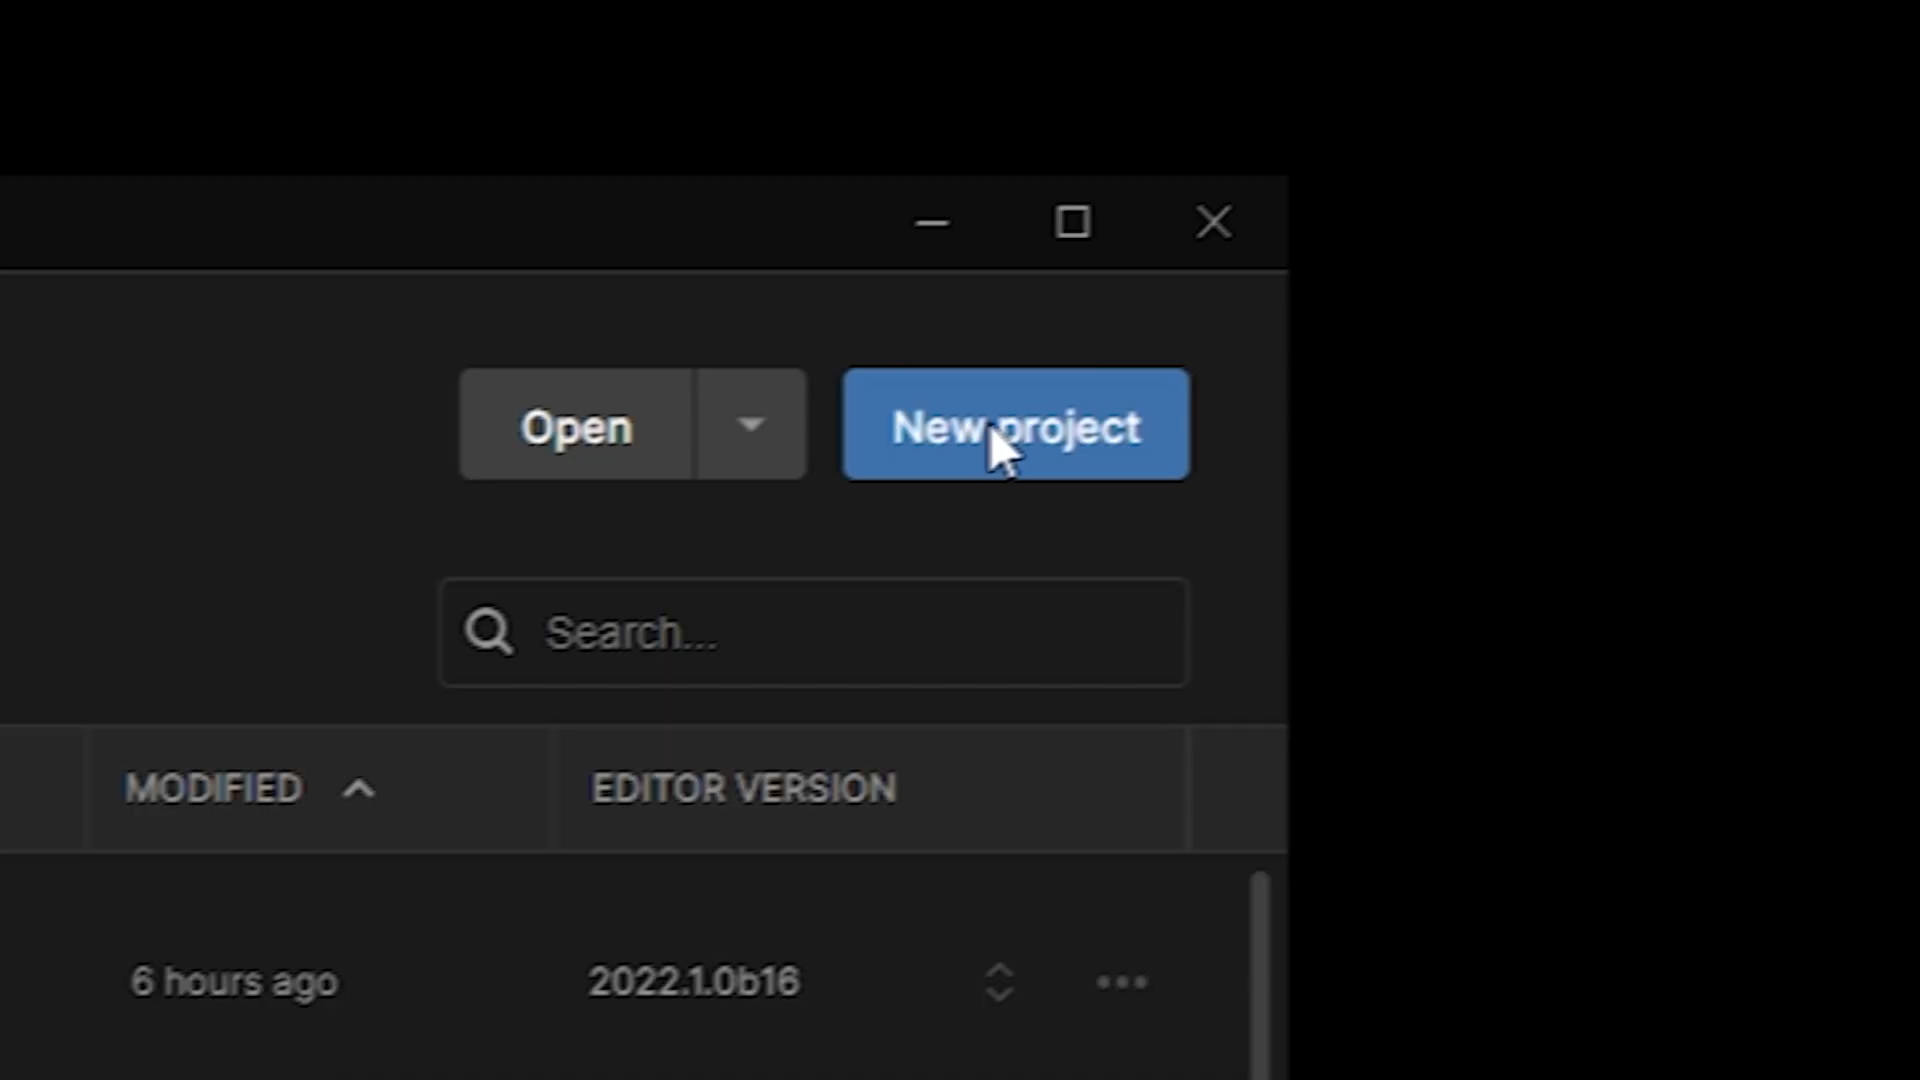 Open
New project
Search...
MODIFIED EDITOR VERSION
6 hours ago 2022.1.0b16